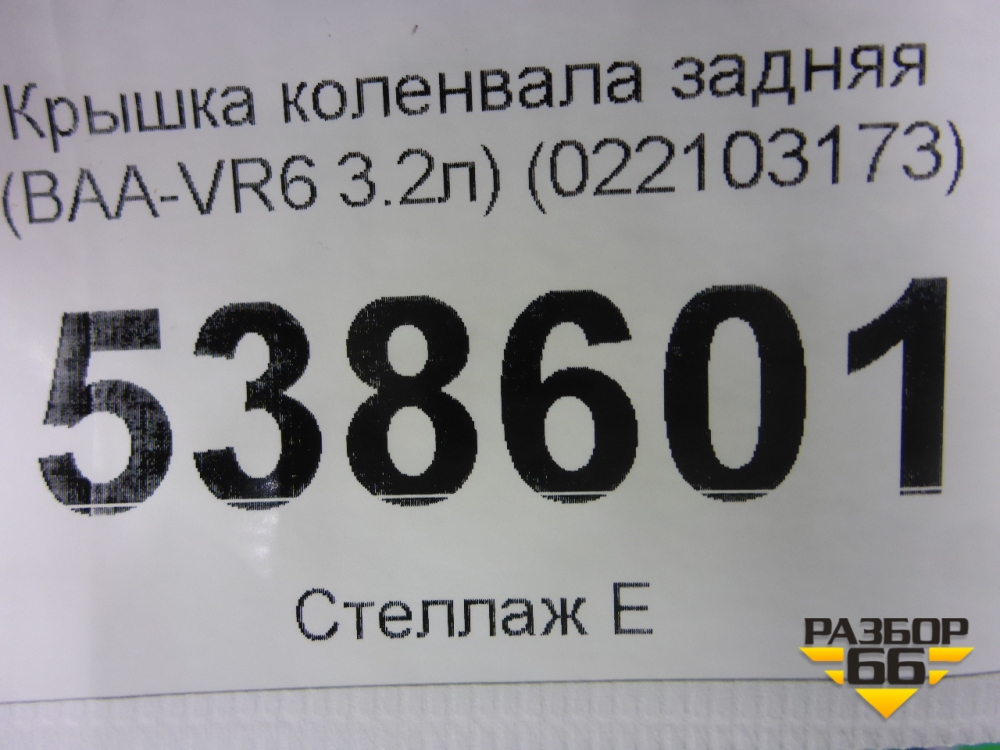 Крышка коленвала задняя
(BAA-VR6 3.2л) (022103173)
538601
Стеллаж Е
РАЗБОР
66